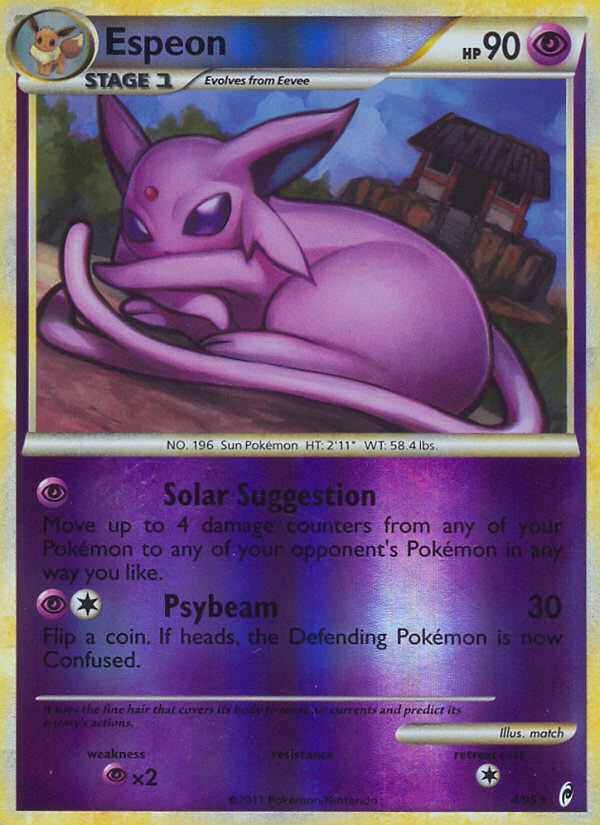 Espeon
HP 90
STAGE 1
Evolves from Eevee
NO. 196 Sun Pokémon HT: 2'11" WT: 58.4 lbs.
Solar Suggestion
Move up to 4 damage counters from any of your
Pokémon to any of your opponent's Pokémon in any
way you like.
Psybeam 30
Flip a coin. If heads, the Defending Pokémon is now
Confused.
It uses the fine hair that covers its body to sense air currents and predict its
enemy's actions.
Illus. match
weakness resistance retreat cost
×2
©2011 Pokémon/Nintendo 4/95 ★